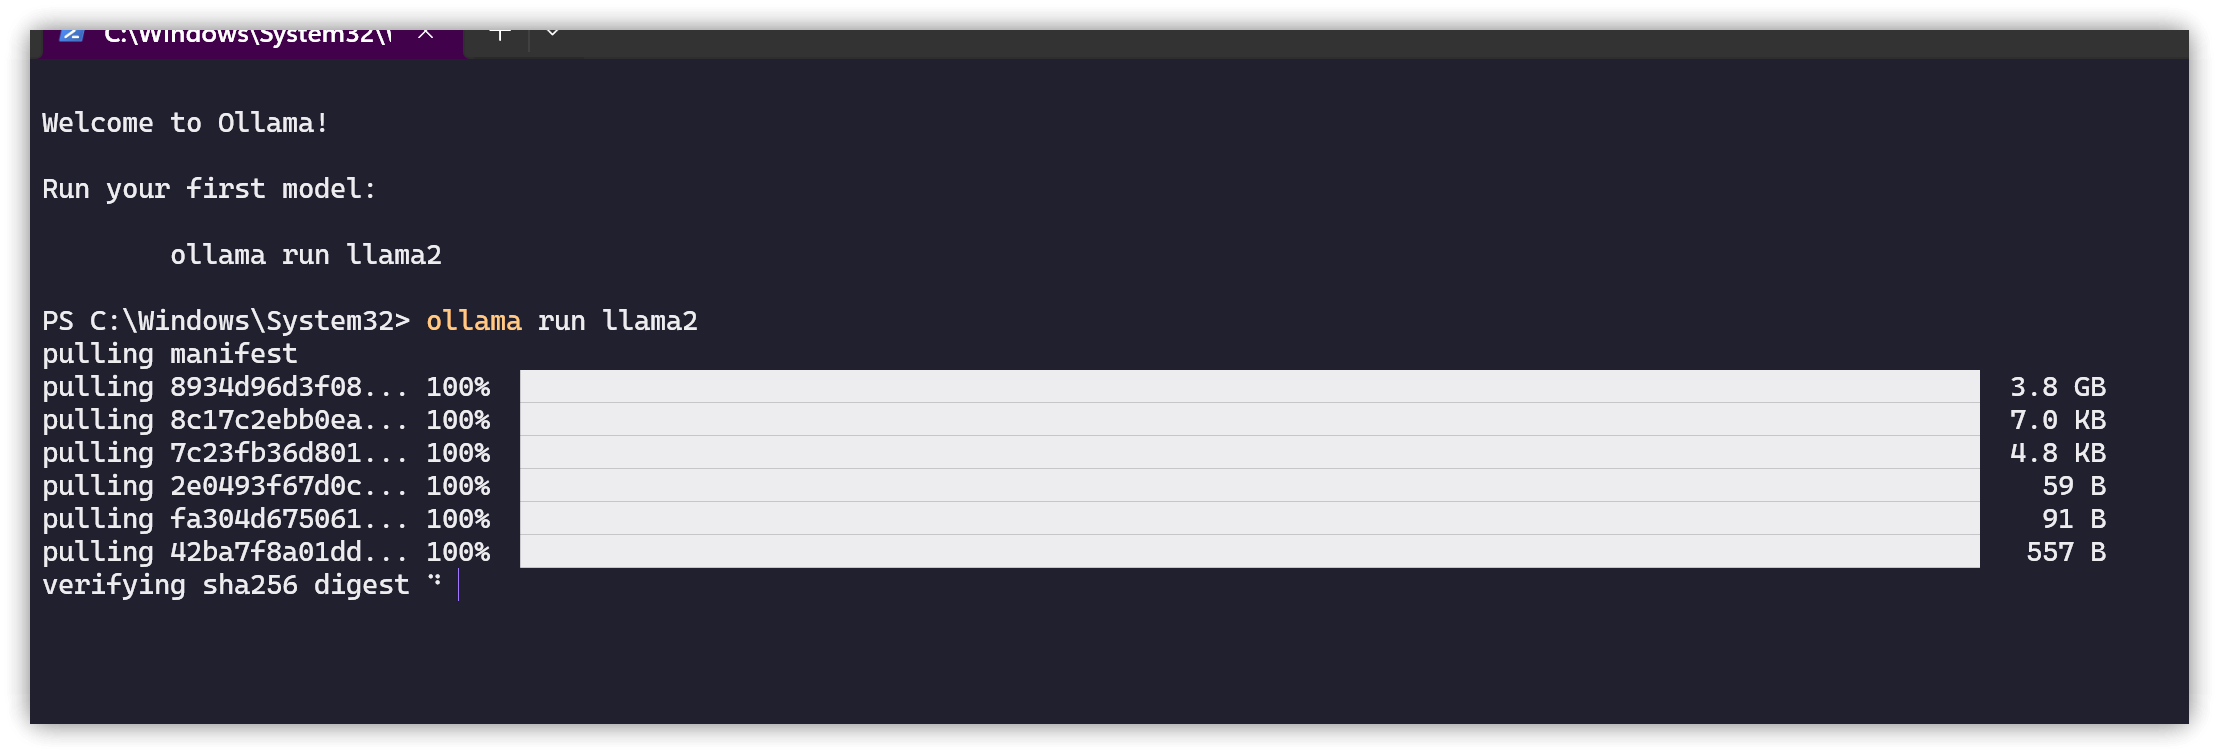 C:\Windows\System32\
Welcome to Ollama!
Run your first model:
ollama run llama2
PS C:\Windows\System32> ollama run llama2
pulling manifest
pulling 8934d96d3f08... 100% 3.8 GB
pulling 8c17c2ebb0ea... 100% 7.0 KB
pulling 7c23fb36d801... 100% 4.8 KB
pulling 2e0493f67d0c... 100% 59 B
pulling fa304d675061... 100% 91 B
pulling 42ba7f8a01dd... 100% 557 B
verifying sha256 digest